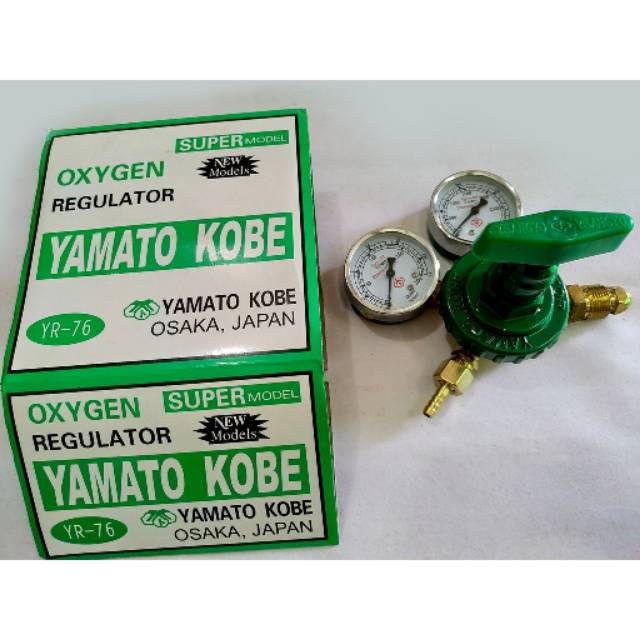 SUPER MODEL
OXYGEN
NEW
Models
REGULATOR
YAMATO KOBE
YAMATO KOBE
YR-76
OSAKA, JAPAN
SUPER MODEL
OXYGEN
NEW
Models
REGULATOR
YAMATO KOBE
YAMATO KOBE
YR-76
OSAKA, JAPAN